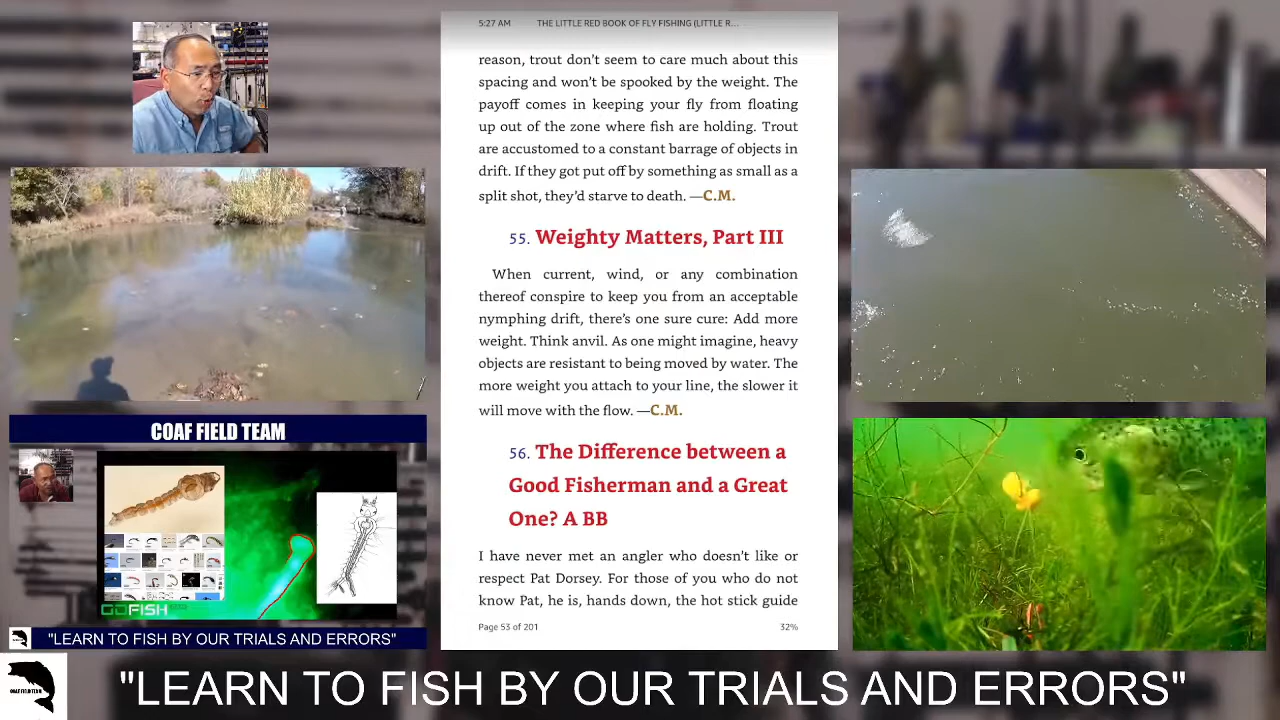 5:27 AM THE LITTLE RED BOOK OF FLY FISHING (LITTLE R...
reason, trout don't seem to care much about this
spacing and won't be spooked by the weight. The
payoff comes in keeping your fly from floating
up out of the zone where fish are holding. Trout
are accustomed to a constant barrage of objects in
drift. If they got put off by something as small as a
split shot, they'd starve to death. —C.M.
55. Weighty Matters, Part III
When current, wind, or any combination
thereof conspire to keep you from an acceptable
nymphing drift, there's one sure cure: Add more
weight. Think anvil. As one might imagine, heavy
objects are resistant to being moved by water. The
more weight you attach to your line, the slower it
will move with the flow. —C.M.
56. The Difference between a
Good Fisherman and a Great
One? A BB
I have never met an angler who doesn't like or
respect Pat Dorsey. For those of you who do not
know Pat, he is, hands down, the hot stick guide
Page 53 of 201 32%
COAF FIELD TEAM
GOFISH
"LEARN TO FISH BY OUR TRIALS AND ERRORS"
COAF FIELD TEAM
"LEARN TO FISH BY OUR TRIALS AND ERRORS"